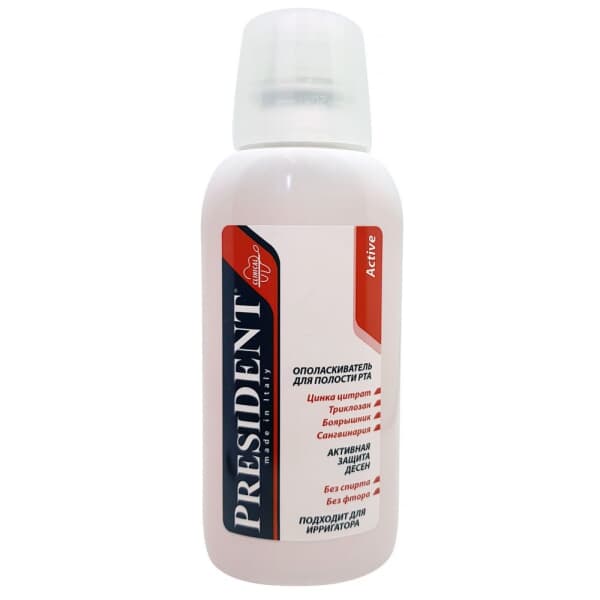 PRESIDENT®
made in Italy
CLINICAL
Active
ОПОЛАСКИВАТЕЛЬ
ДЛЯ ПОЛОСТИ РТА
Цинка цитрат
Триклозан
Боярышник
Сангвинария
АКТИВНАЯ
ЗАЩИТА
ДЕСЕН
Без спирта
Без фтора
ПОДХОДИТ ДЛЯ
ИРРИГАТОРА